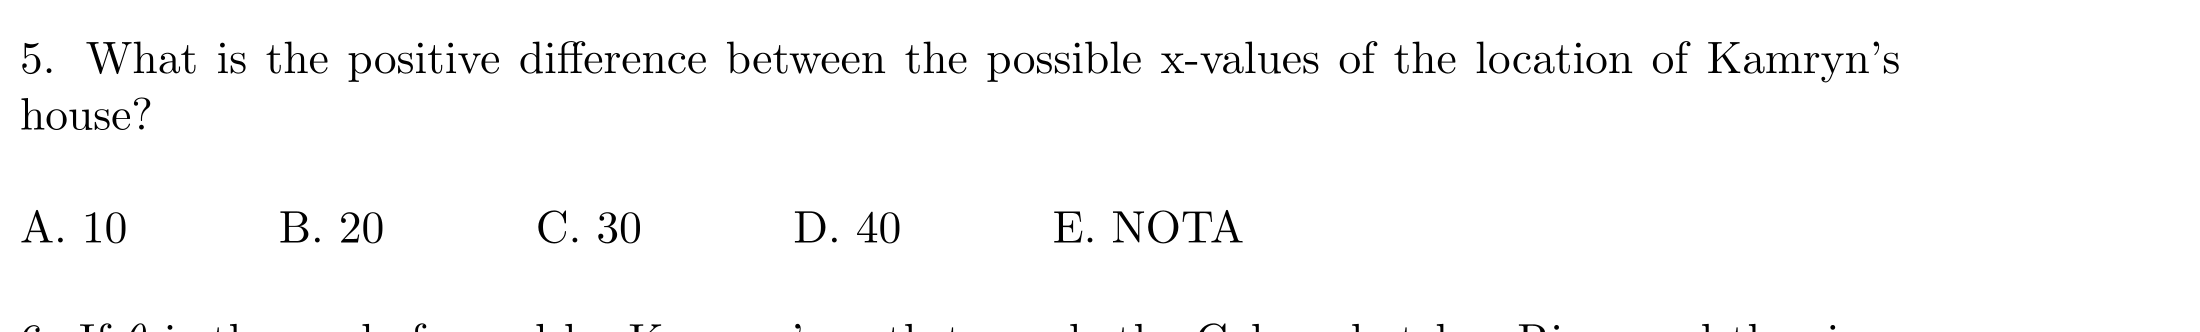 5. What is the positive difference between the possible x-values of the location of Kamryn's
house?
A. 10 B. 20 C. 30 D. 40 E. NOTA